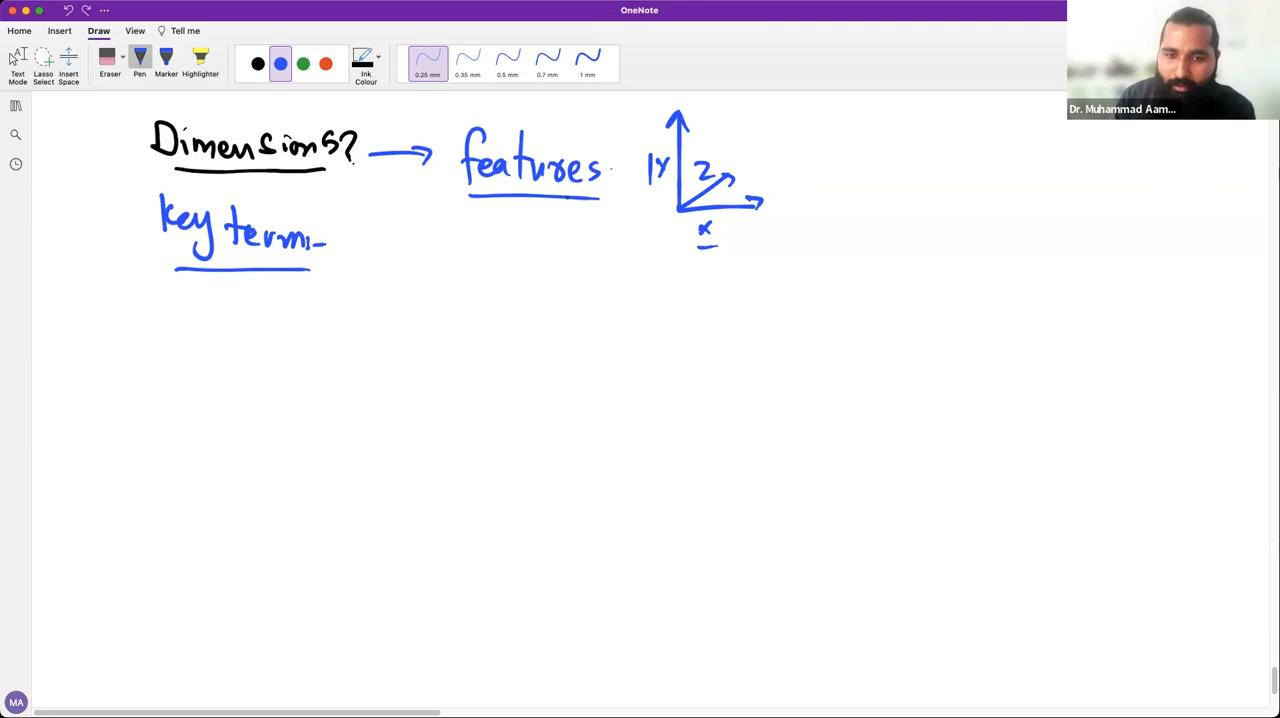 OneNote
Home Insert Draw View Tell me
Text Mode Lasso Select Insert Space Eraser Pen Marker Highlighter Ink Colour 0.25 mm 0.35 mm 0.5 mm 0.7 mm 1 mm
Dr. Muhammad Aam...
Dimensions? → features.
y z
x
key term:-
MA